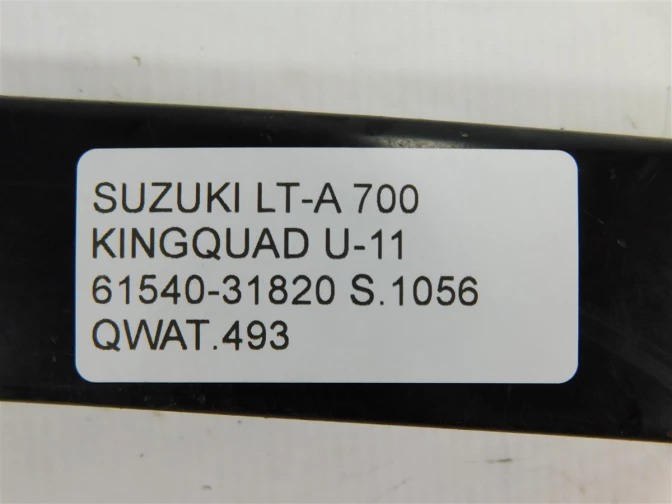 SUZUKI LT-A 700
KINGQUAD U-11
61540-31820 S.1056
QWAT.493